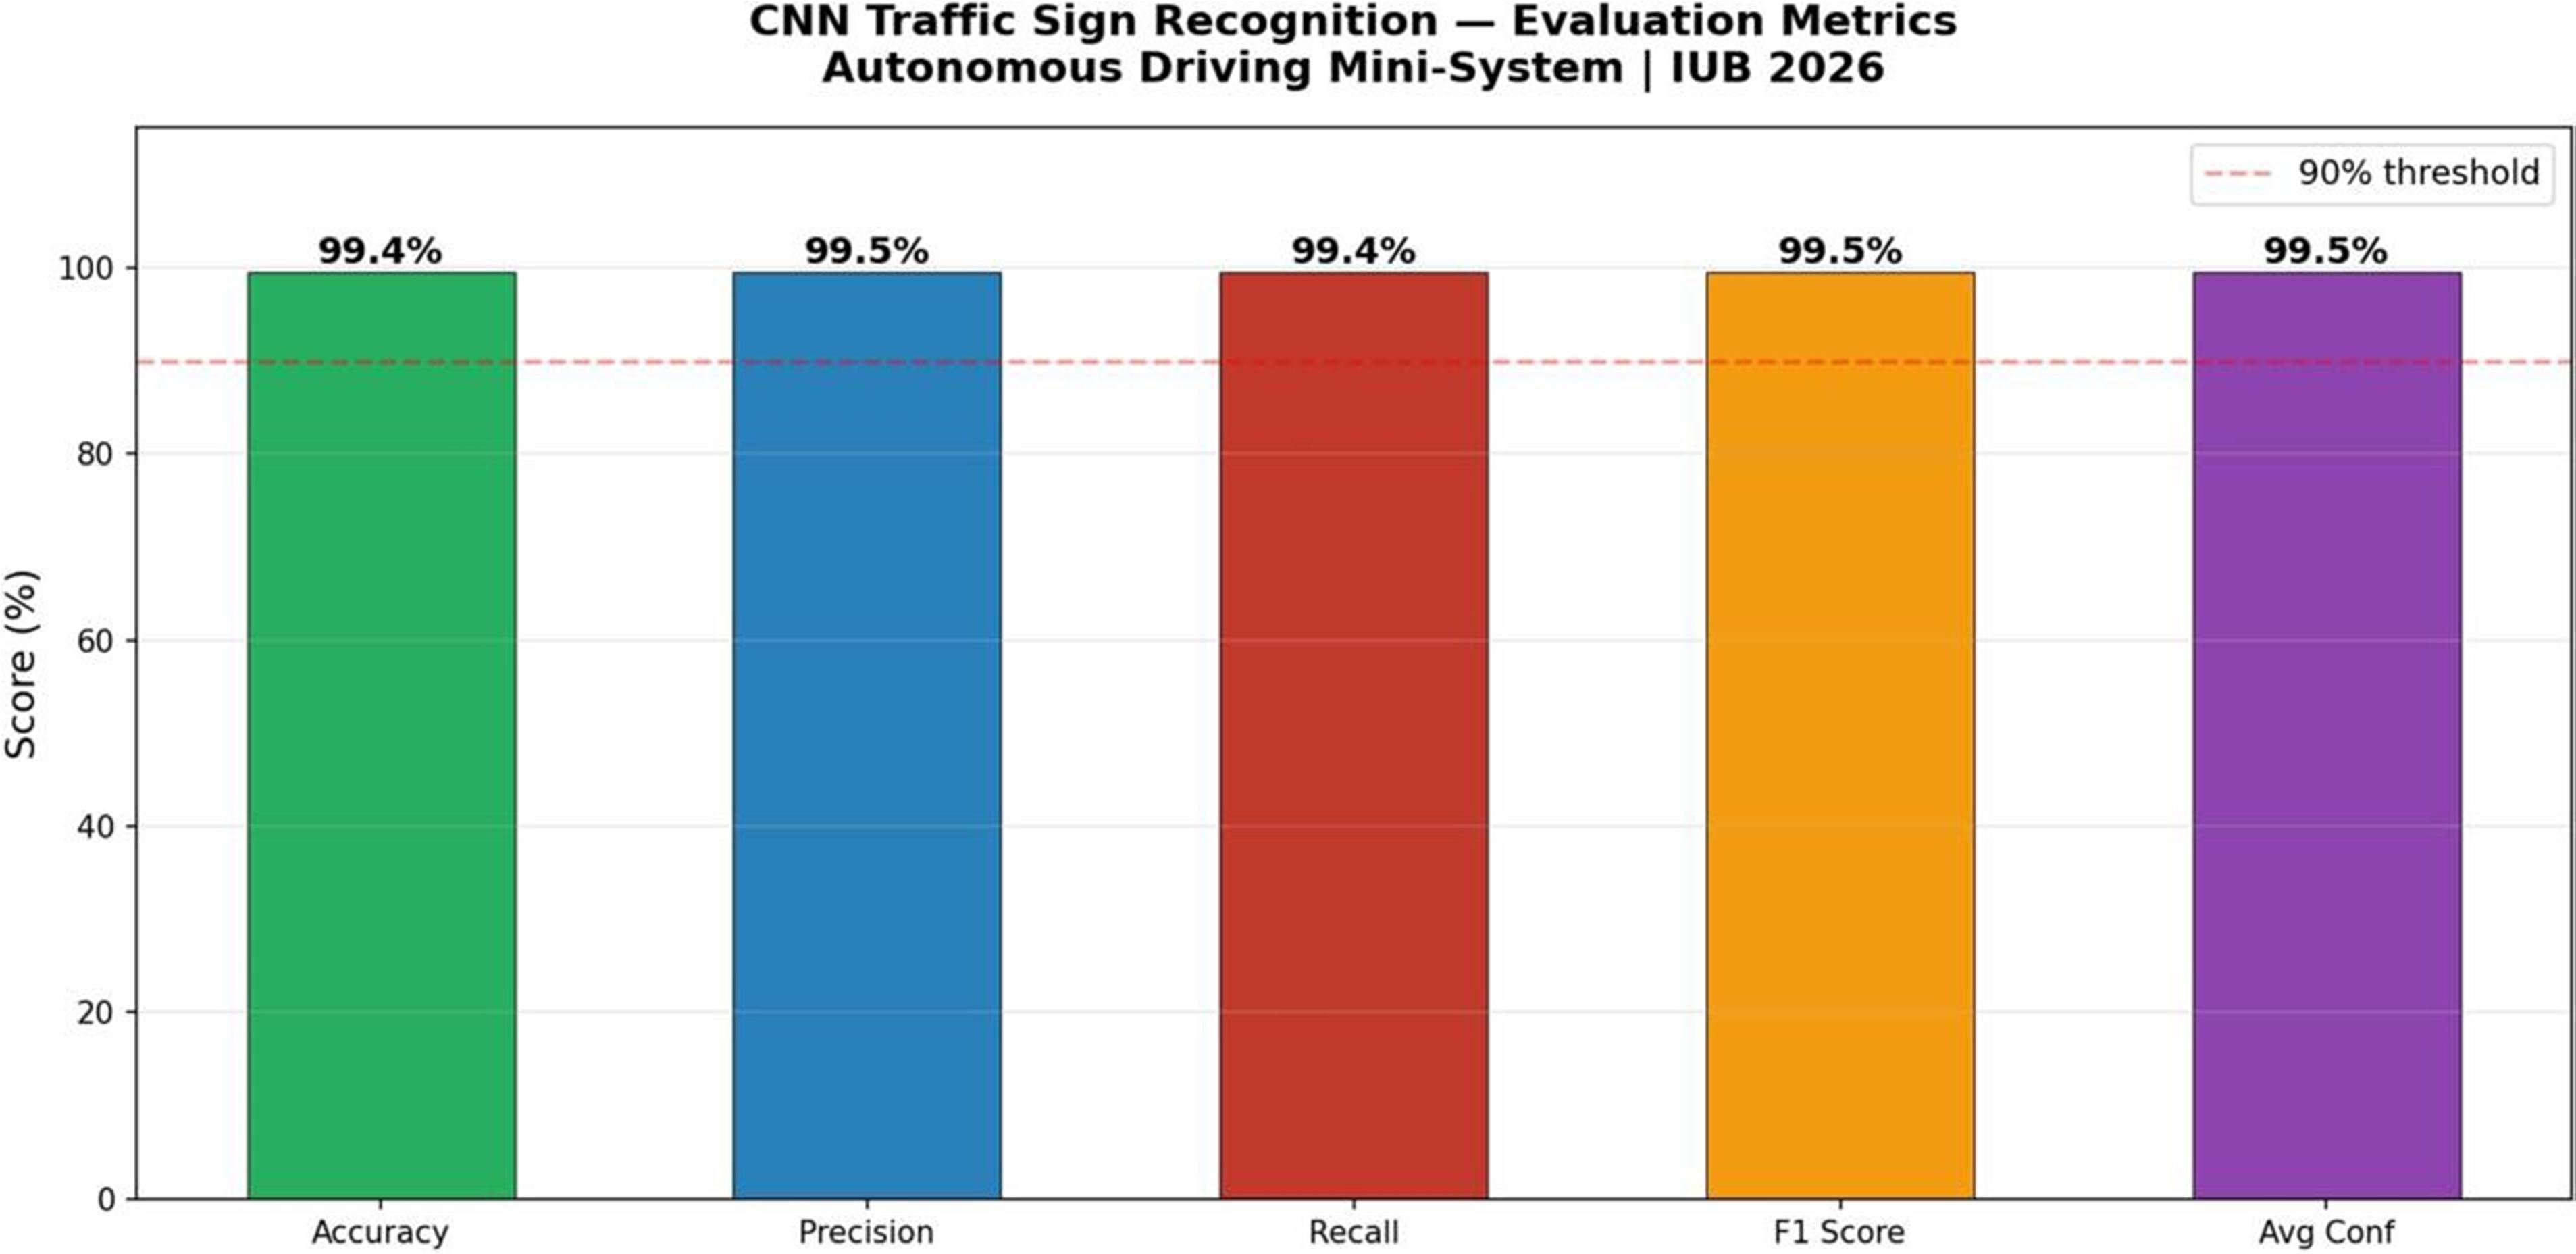 CNN Traffic Sign Recognition — Evaluation Metrics
Autonomous Driving Mini-System | IUB 2026
90% threshold
99.4%
99.5%
99.4%
99.5%
99.5%
100
80
60
40
20
0
Score (%)
Accuracy
Precision
Recall
F1 Score
Avg Conf